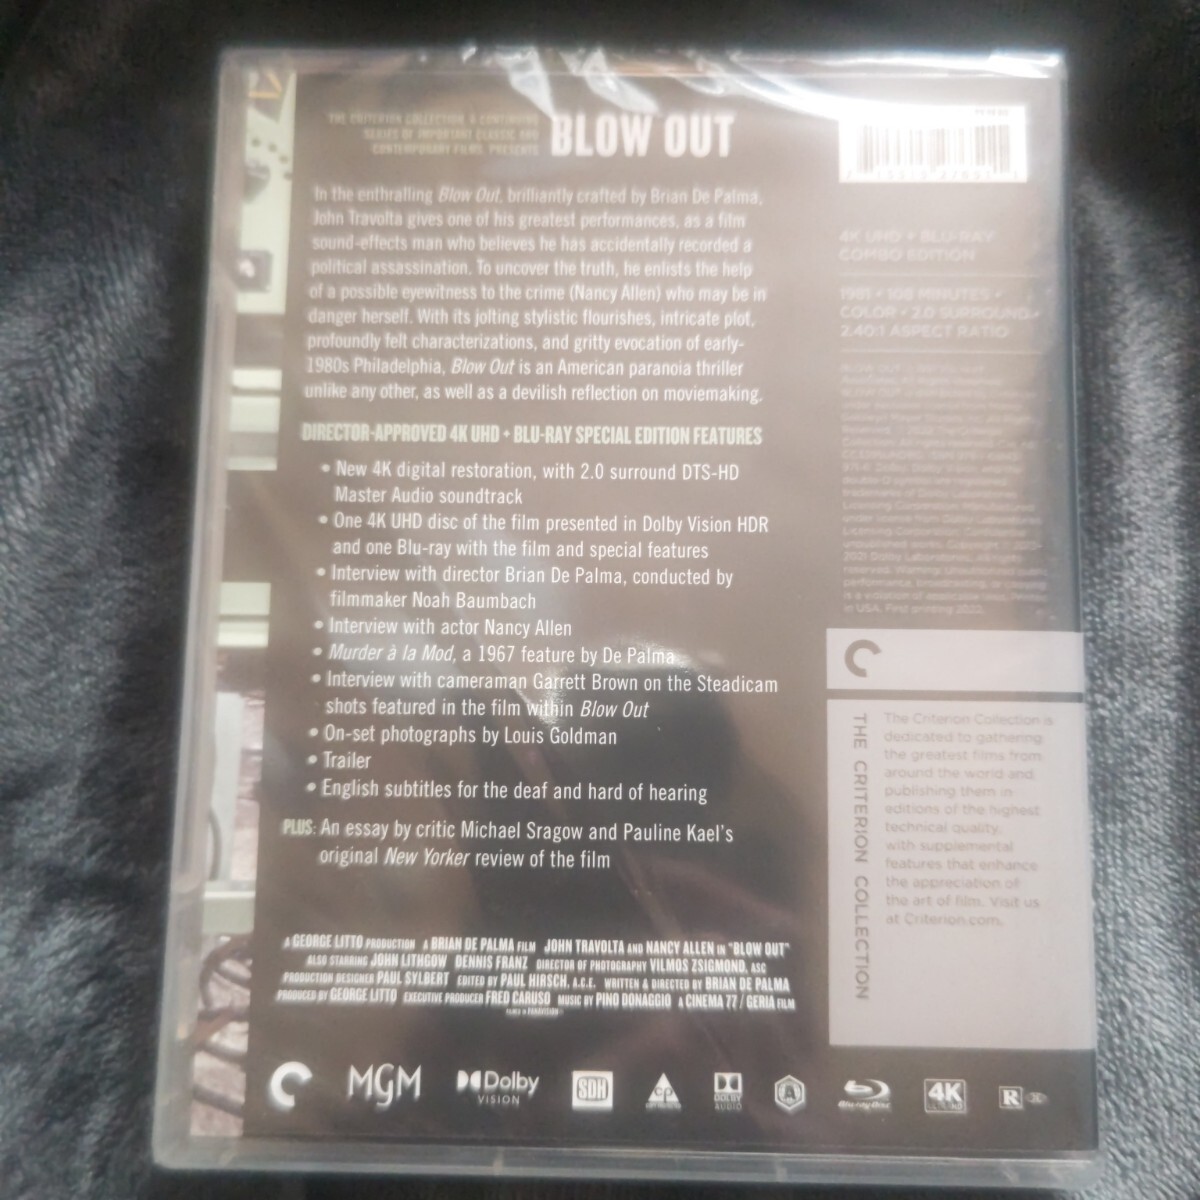 THE CRITERION COLLECTION, A CONTINUING
SERIES OF IMPORTANT CLASSIC AND
CONTEMPORARY FILMS, PRESENTS
BLOW OUT
In the enthralling Blow Out, brilliantly crafted by Brian De Palma,
John Travolta gives one of his greatest performances, as a film
sound-effects man who believes he has accidentally recorded a
political assassination. To uncover the truth, he enlists the help
of a possible eyewitness to the crime (Nancy Allen) who may be in
danger herself. With its jolting stylistic flourishes, intricate plot,
profoundly felt characterizations, and gritty evocation of early-
1980s Philadelphia, Blow Out is an American paranoia thriller
unlike any other, as well as a devilish reflection on moviemaking.
DIRECTOR-APPROVED 4K UHD + BLU-RAY SPECIAL EDITION FEATURES
• New 4K digital restoration, with 2.0 surround DTS-HD
Master Audio soundtrack
• One 4K UHD disc of the film presented in Dolby Vision HDR
and one Blu-ray with the film and special features
• Interview with director Brian De Palma, conducted by
filmmaker Noah Baumbach
• Interview with actor Nancy Allen
• Murder à la Mod, a 1967 feature by De Palma
• Interview with cameraman Garrett Brown on the Steadicam
shots featured in the film within Blow Out
• On-set photographs by Louis Goldman
• Trailer
• English subtitles for the deaf and hard of hearing
PLUS: An essay by critic Michael Sragow and Pauline Kael's
original New Yorker review of the film
A GEORGE LITTO PRODUCTION A BRIAN DE PALMA FILM JOHN TRAVOLTA AND NANCY ALLEN IN "BLOW OUT"
ALSO STARRING JOHN LITHGOW DENNIS FRANZ DIRECTOR OF PHOTOGRAPHY VILMOS ZSIGMOND, ASC
PRODUCTION DESIGNER PAUL SYLBERT EDITED BY PAUL HIRSCH, A.C.E. WRITTEN & DIRECTED BY BRIAN DE PALMA
PRODUCED BY GEORGE LITTO EXECUTIVE PRODUCER FRED CARUSO MUSIC BY PINO DONAGGIO A CINEMA 77 / GERIA FILM
FILMED IN PANAVISION
4K UHD + BLU-RAY
COMBO EDITION
1981 • 108 MINUTES •
COLOR • 2.0 SURROUND •
2.40:1 ASPECT RATIO
in USA. First printing 2022.
THE CRITERION COLLECTION
The Criterion Collection is
dedicated to gathering
the greatest films from
around the world and
publishing them in
editions of the highest
technical quality,
with supplemental
features that enhance
the appreciation of
the art of film. Visit us
at Criterion.com.
MGM
Dolby
VISION
SDH
cp
DOLBY
AUDIO
A
Blu-ray Disc
4K
ULTRA HD
R